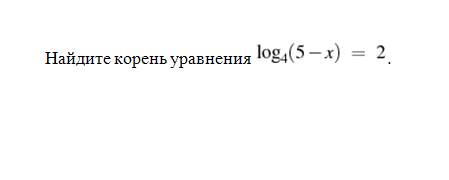 Найдите корень уравнения log₄(5−x) = 2.